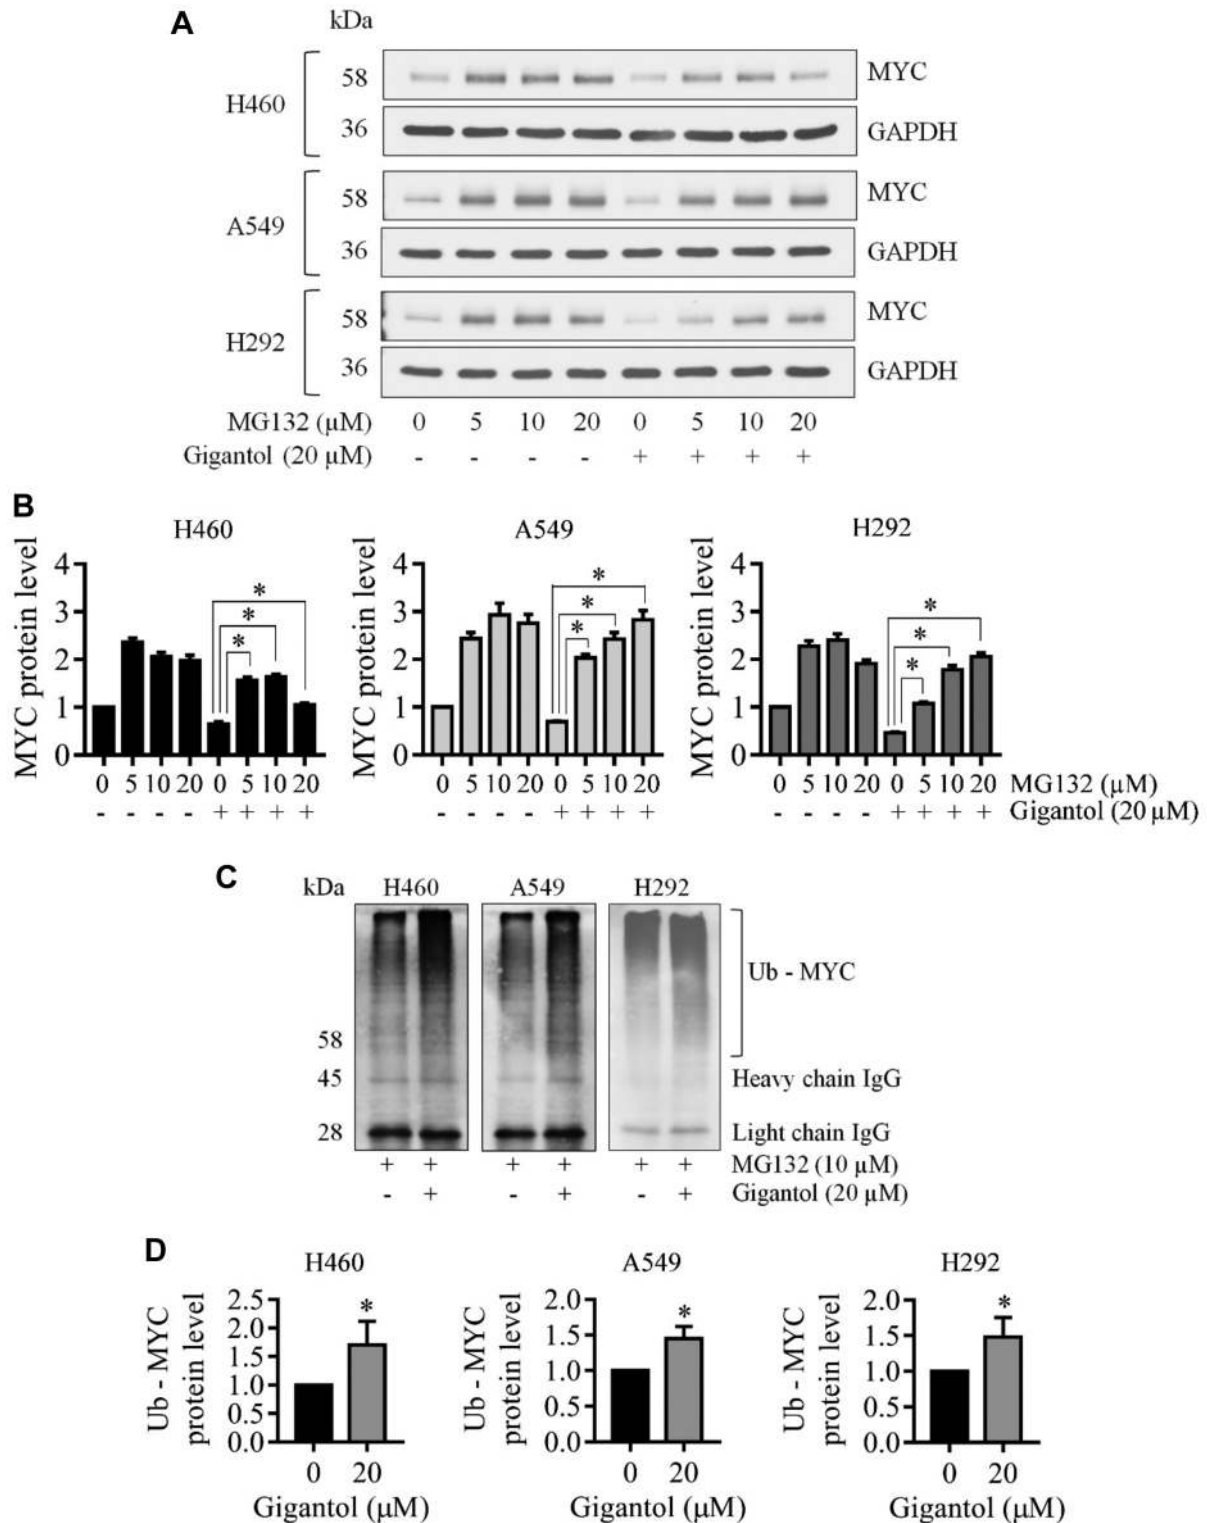 A
kDa
H460
58
MYC
36
GAPDH
A549
58
MYC
36
GAPDH
H292
58
MYC
36
GAPDH
MG132 (µM) 0 5 10 20 0 5 10 20
Gigantol (20 µM) - - - - + + + +
B
H460
MYC protein level
4
3
2
1
0
* * *
0 5 10 20 0 5 10 20
- - - - + + + +
A549
MYC protein level
4
3
2
1
0
* * *
0 5 10 20 0 5 10 20
- - - - + + + +
H292
MYC protein level
4
3
2
1
0
* * *
0 5 10 20 0 5 10 20 MG132 (µM)
- - - - + + + + Gigantol (20 µM)
C
kDa H460 A549 H292
Ub - MYC
58
45 Heavy chain IgG
28 Light chain IgG
+ + + + + + MG132 (10 µM)
- + - + - + Gigantol (20 µM)
D
H460
Ub - MYC
protein level
2.5
2.0
1.5
1.0
0.5
0.0
*
0 20
Gigantol (µM)
A549
Ub - MYC
protein level
2.0
1.5
1.0
0.5
0.0
*
0 20
Gigantol (µM)
H292
Ub - MYC
protein level
2.0
1.5
1.0
0.5
0.0
*
0 20
Gigantol (µM)